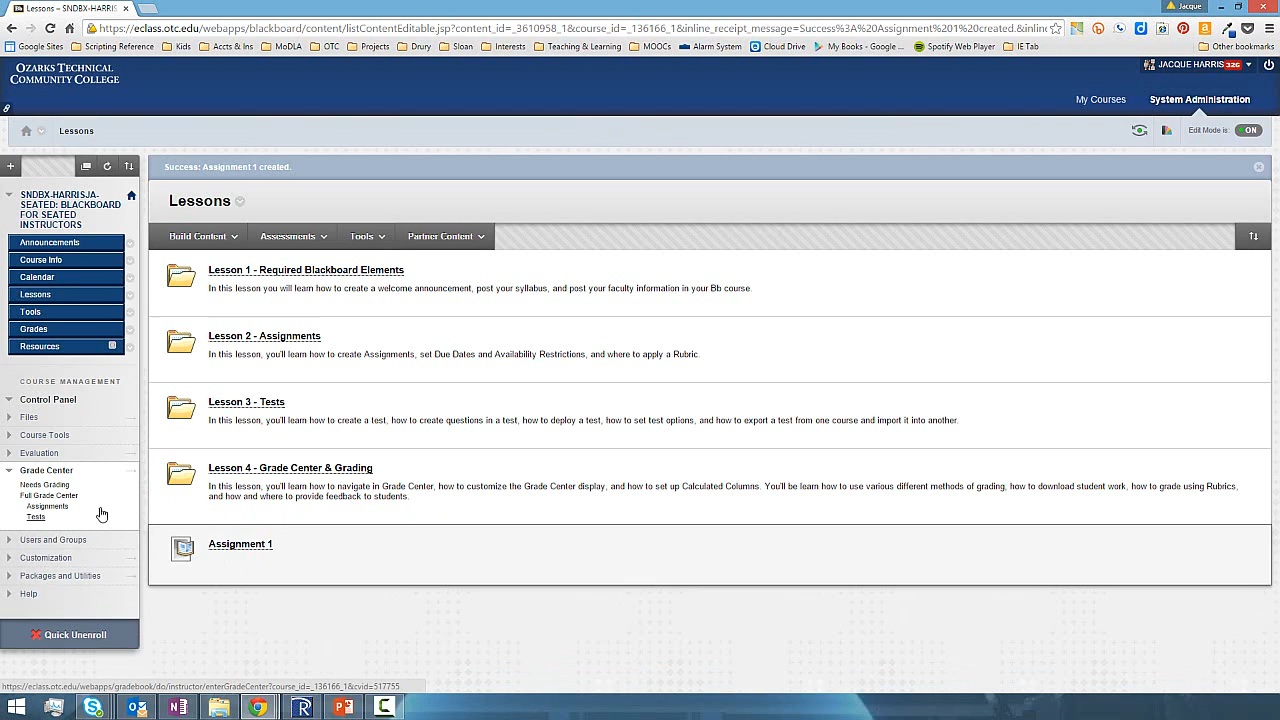 Lessons – SNDBX-HARRIS
Jacque
https://eclass.otc.edu/webapps/blackboard/content/listContentEditable.jsp?content_id=_3610958_1&course_id=_136166_1&inline_receipt_message=Success%3A%20Assignment%201%20created.&inline
Google Sites Scripting Reference Kids Accts & Ins MoDLA OTC Projects Drury Sloan Interests Teaching & Learning MOOCs Alarm System Cloud Drive My Books - Google ... Spotify Web Player IE Tab Other bookmarks
OZARKS TECHNICAL
COMMUNITY COLLEGE
JACQUE HARRIS 326
My Courses System Administration
Lessons
Edit Mode is: ON
Success: Assignment 1 created.
SNDBX-HARRISJA-
SEATED: BLACKBOARD
FOR SEATED
INSTRUCTORS
Announcements
Course Info
Calendar
Lessons
Tools
Grades
Resources
COURSE MANAGEMENT
Control Panel
Files
Course Tools
Evaluation
Grade Center
Needs Grading
Full Grade Center
Assignments
Tests
Users and Groups
Customization
Packages and Utilities
Help
Quick Unenroll
Lessons
Build Content Assessments Tools Partner Content
Lesson 1 - Required Blackboard Elements
In this lesson you will learn how to create a welcome announcement, post your syllabus, and post your faculty information in your Bb course.
Lesson 2 - Assignments
In this lesson, you'll learn how to create Assignments, set Due Dates and Availability Restrictions, and where to apply a Rubric.
Lesson 3 - Tests
In this lesson, you'll learn how to create a test, how to create questions in a test, how to deploy a test, how to set test options, and how to export a test from one course and import it into another.
Lesson 4 - Grade Center & Grading
In this lesson, you'll learn how to navigate in Grade Center, how to customize the Grade Center display, and how to set up Calculated Columns. You'll be learn how to use various different methods of grading, how to download student work, how to grade using Rubrics,
and how and where to provide feedback to students.
Assignment 1
https://eclass.otc.edu/webapps/gradebook/do/instructor/enterGradeCenter?course_id=_136166_1&cvid=517755